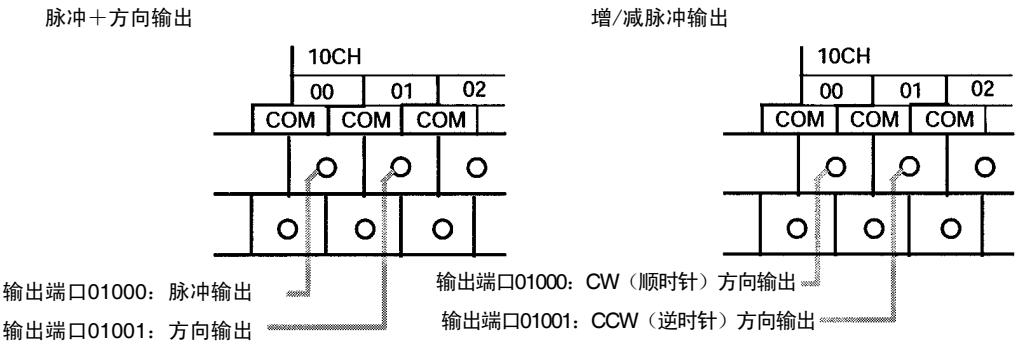 脉冲＋方向输出
10CH
00 01 02
COM COM COM
输出端口01000：脉冲输出
输出端口01001：方向输出
增/减脉冲输出
10CH
00 01 02
COM COM COM
输出端口01000：CW（顺时针）方向输出
输出端口01001：CCW（逆时针）方向输出